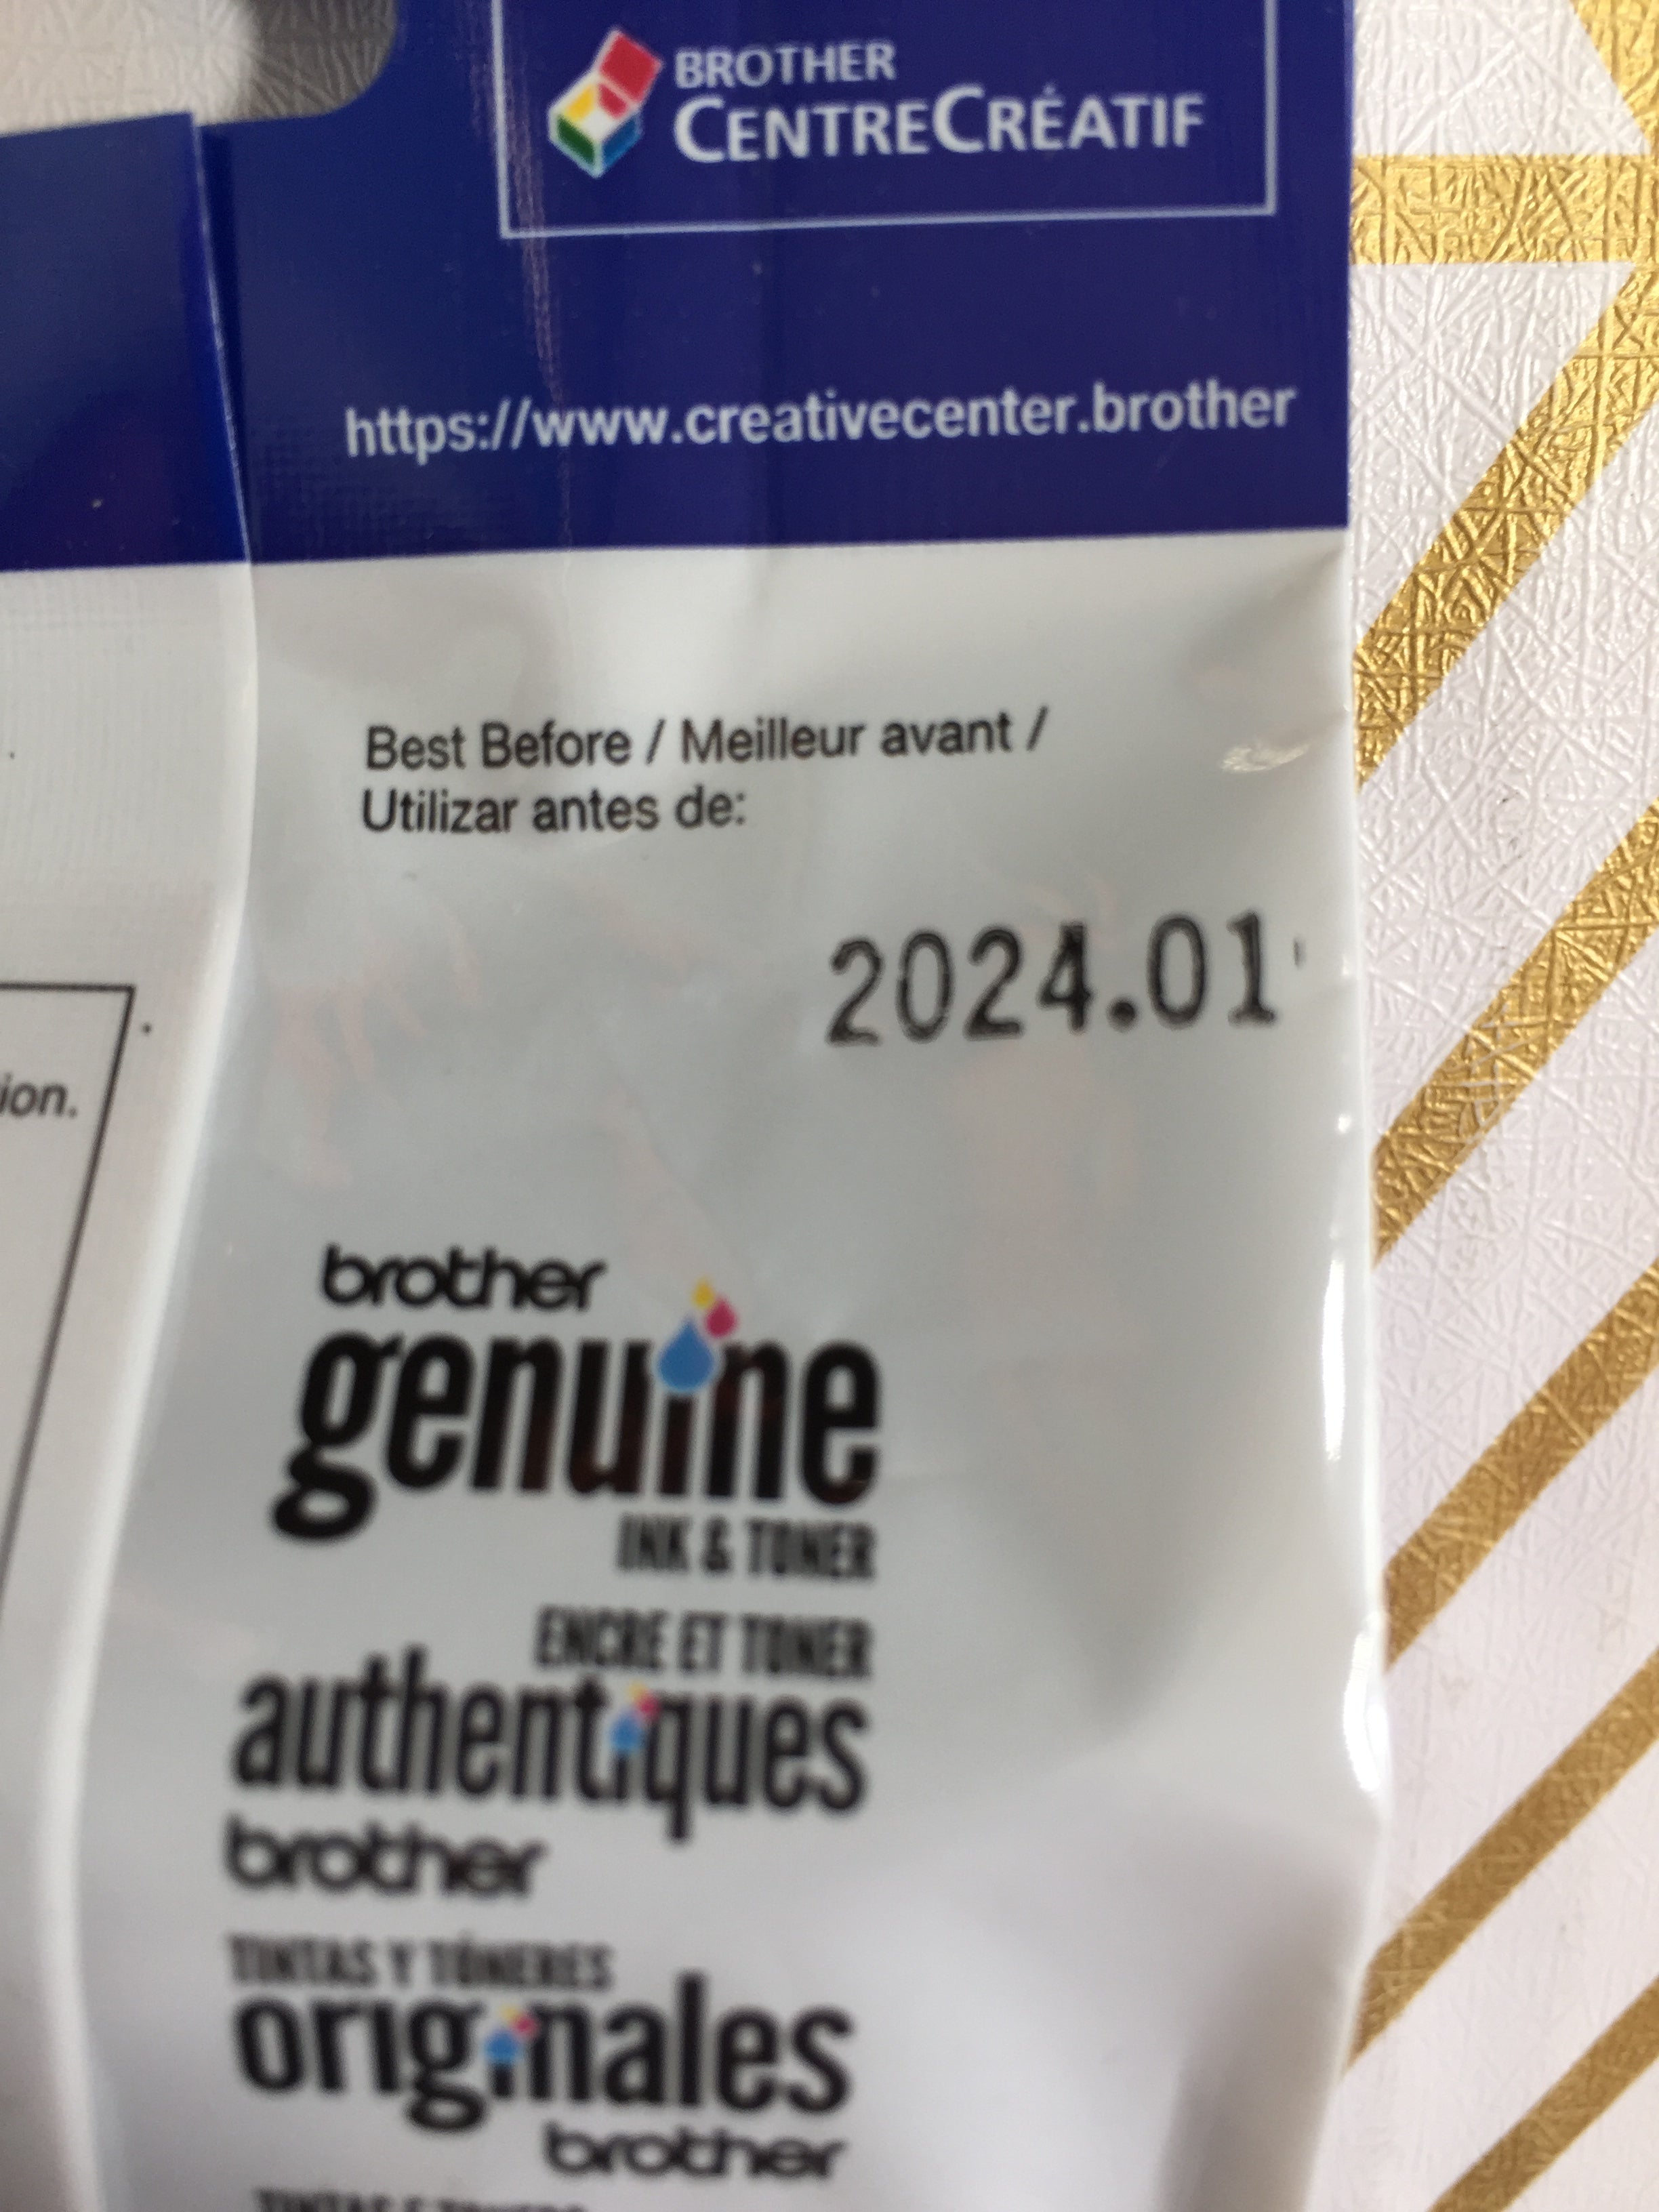 BROTHER
CENTRECRÉATIF
https://www.creativecenter.brother
Best Before / Meilleur avant /
Utilizar antes de:
2024.01
ion.
brother
genuine
INK & TONER
ENCRE ET TONER
authentiques
brother
TINTAS Y TÓNERES
originales
brother